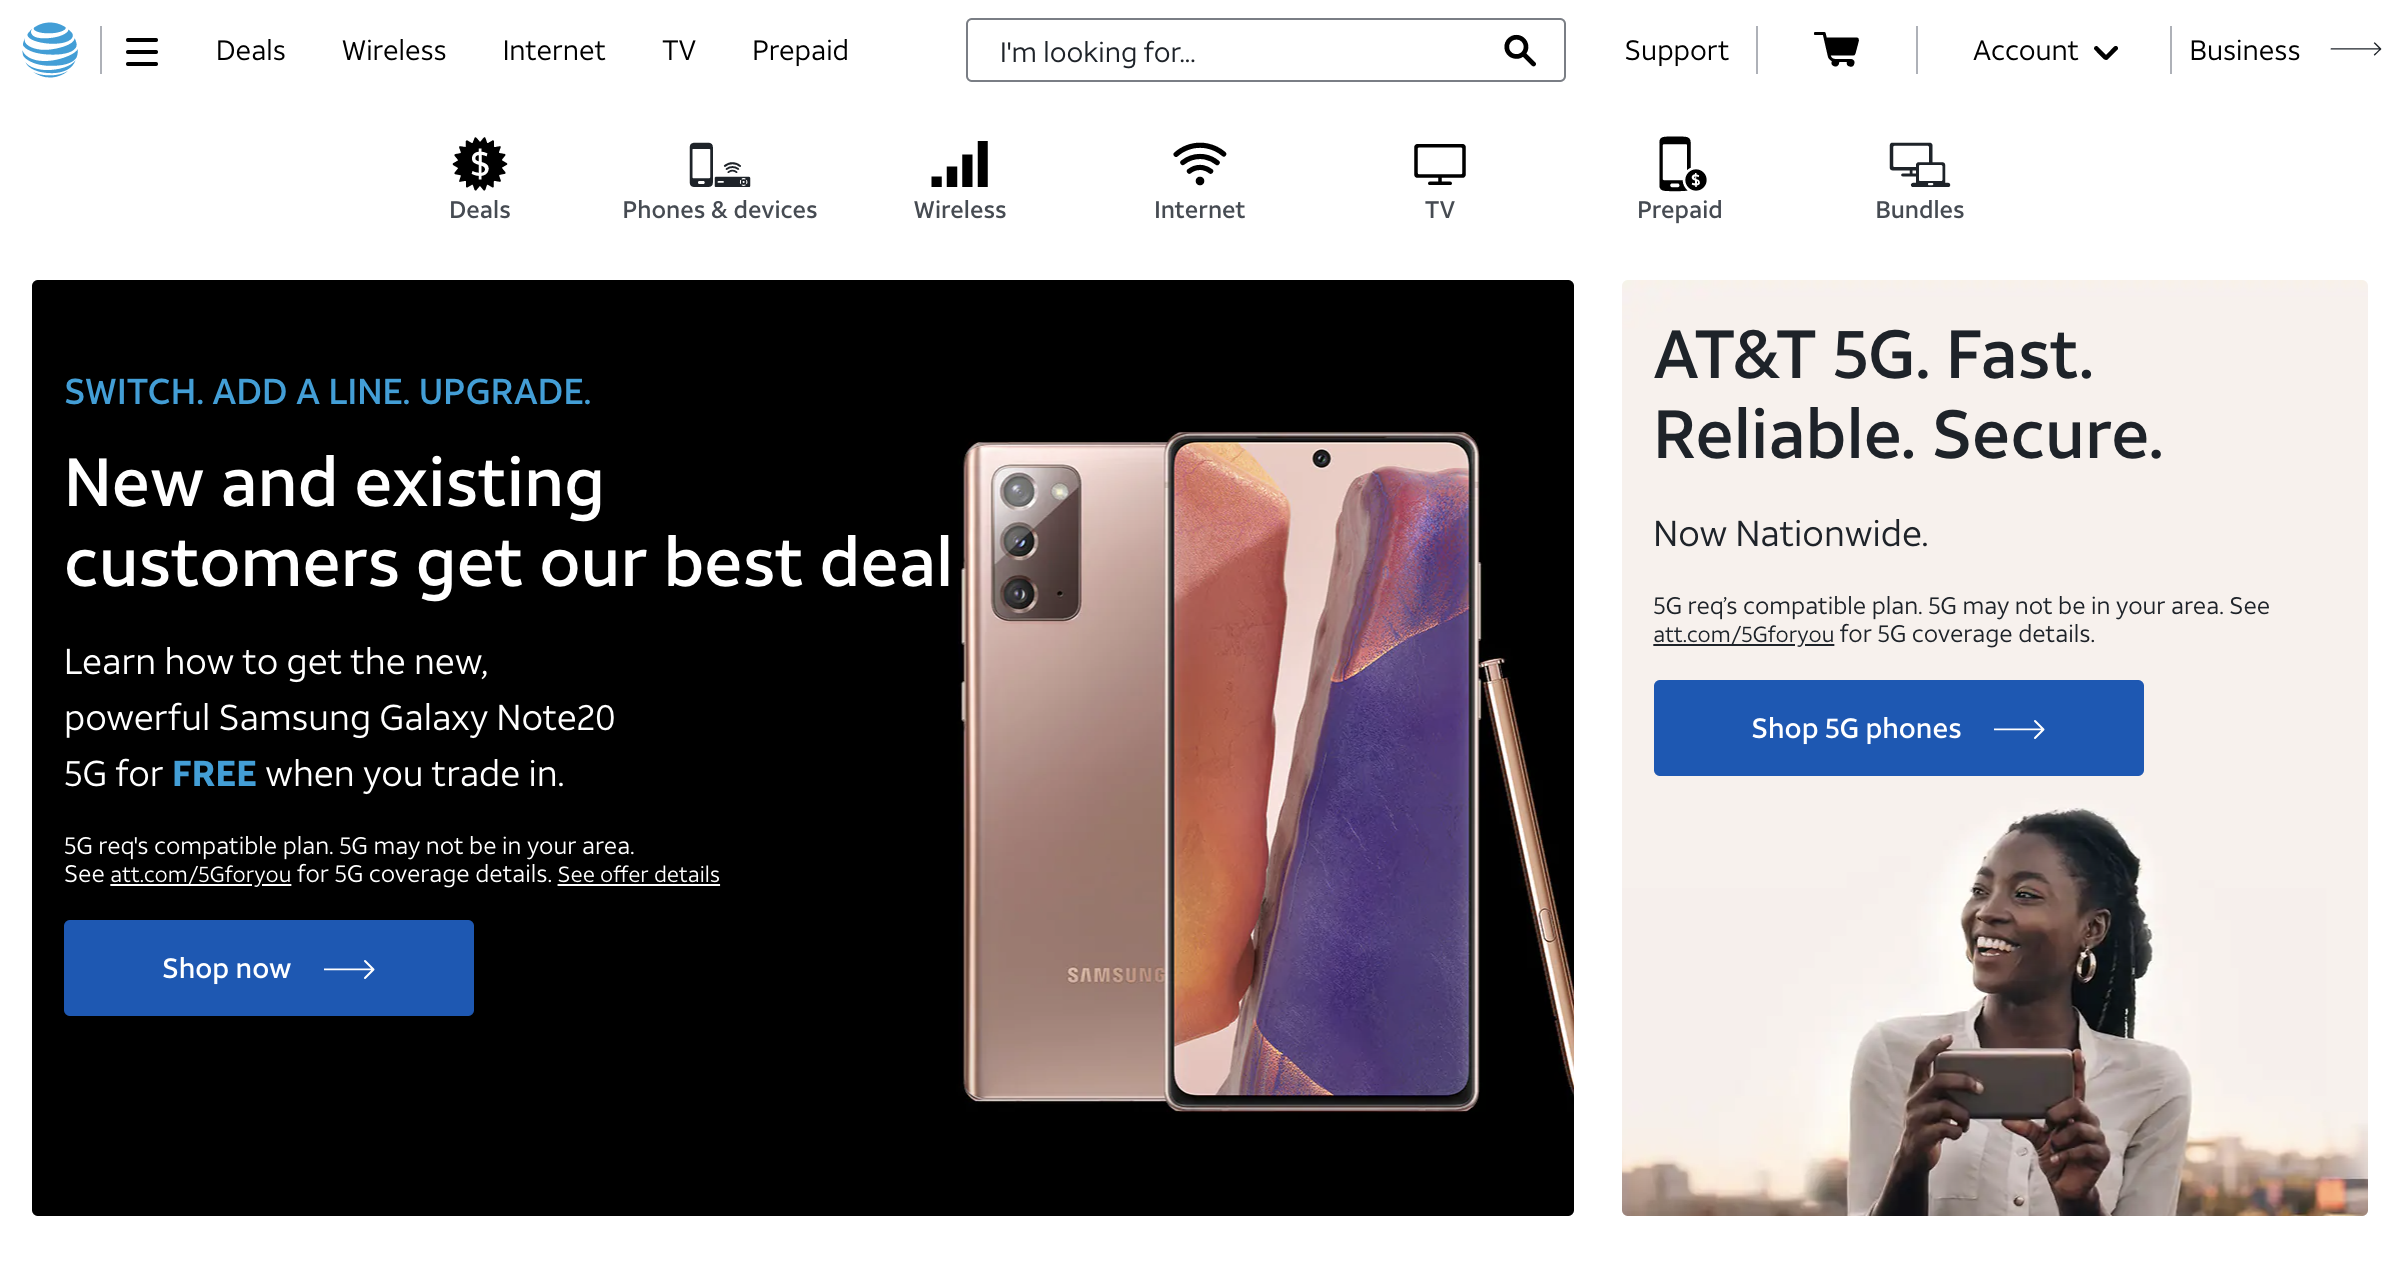 Deals Wireless Internet TV Prepaid I'm looking for... Support Account Business
Deals Phones & devices Wireless Internet TV Prepaid Bundles
SWITCH. ADD A LINE. UPGRADE.
New and existing
customers get our best deal
Learn how to get the new,
powerful Samsung Galaxy Note20
5G for FREE when you trade in.
5G req's compatible plan. 5G may not be in your area.
See att.com/5Gforyou for 5G coverage details. See offer details
Shop now
SAMSUNG
AT&T 5G. Fast.
Reliable. Secure.
Now Nationwide.
5G req’s compatible plan. 5G may not be in your area. See
att.com/5Gforyou for 5G coverage details.
Shop 5G phones